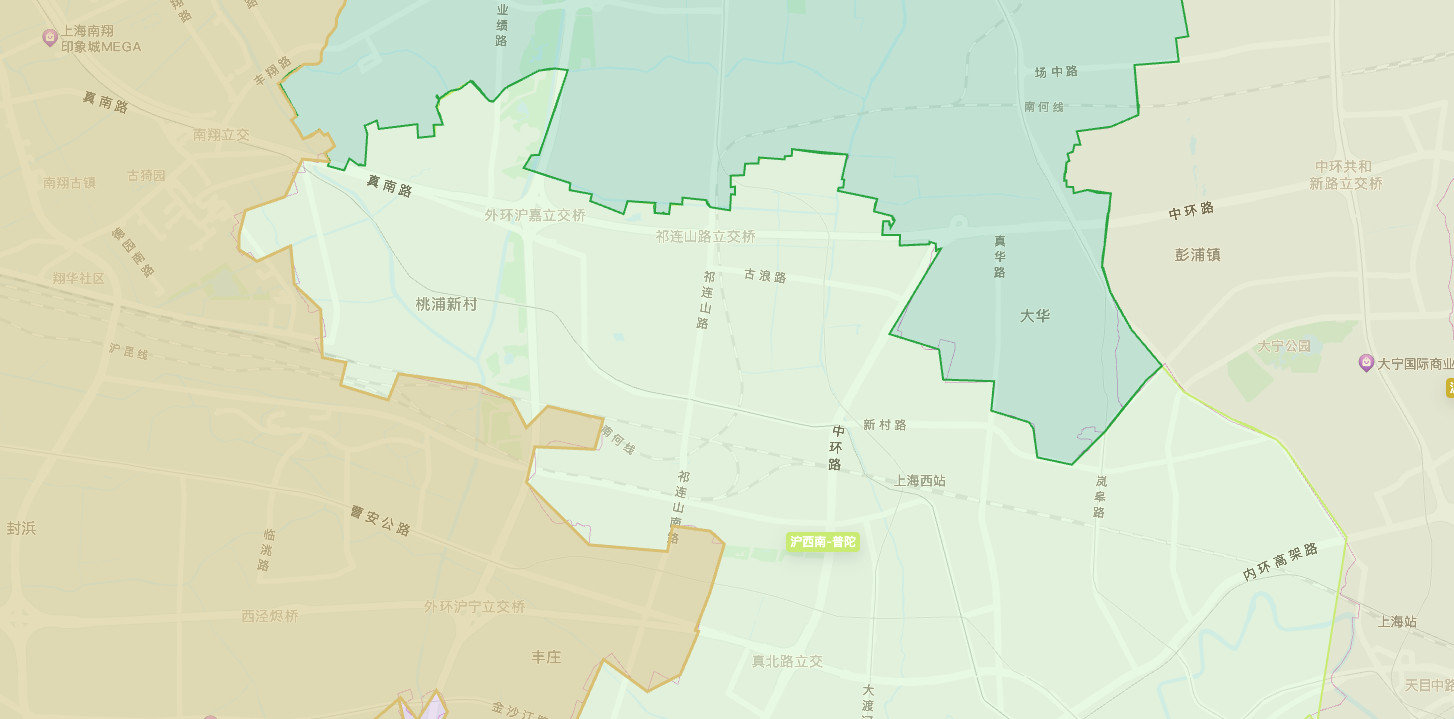 业绩路
上海南翔
印象城MEGA
丰翔路
场中路
真南路
南何线
南翔立交
中环共和
新路立交桥
南翔古镇
古猗园
真南路
外环沪嘉立交桥
中环路
祁连山路立交桥
彭浦镇
真华路
翔华社区
古浪路
祁连山路
桃浦新村
大华
沪昆线
大宁公园
大宁国际商业
新村路
南何线
中环路
上海西站
祁连山南路
岚皋路
曹安公路
封浜
临洮路
沪西南-普陀
内环高架路
外环沪宁立交桥
西泾烬桥
上海站
丰庄
真北路立交
天目中路
大渡河
金沙江路